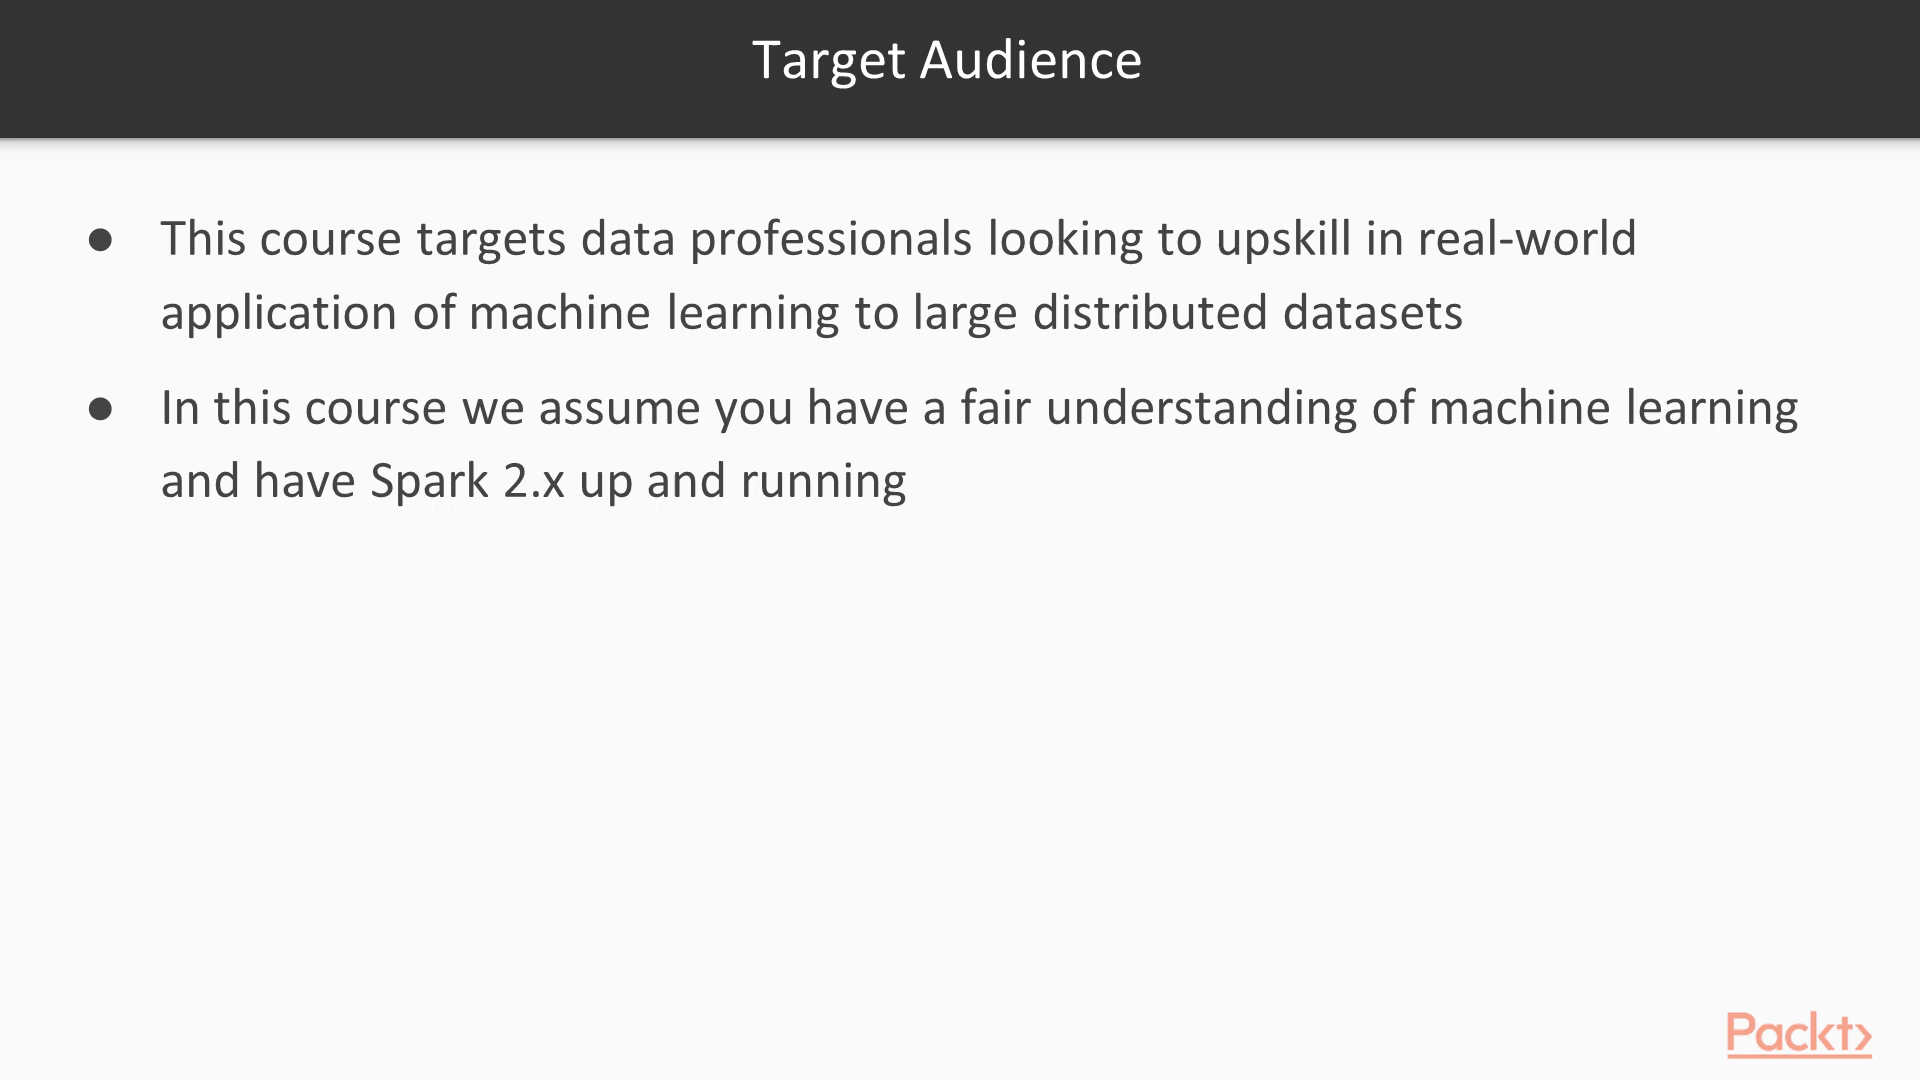 Target Audience
● This course targets data professionals looking to upskill in real-world
application of machine learning to large distributed datasets
● In this course we assume you have a fair understanding of machine learning
and have Spark 2.x up and running
Packt>